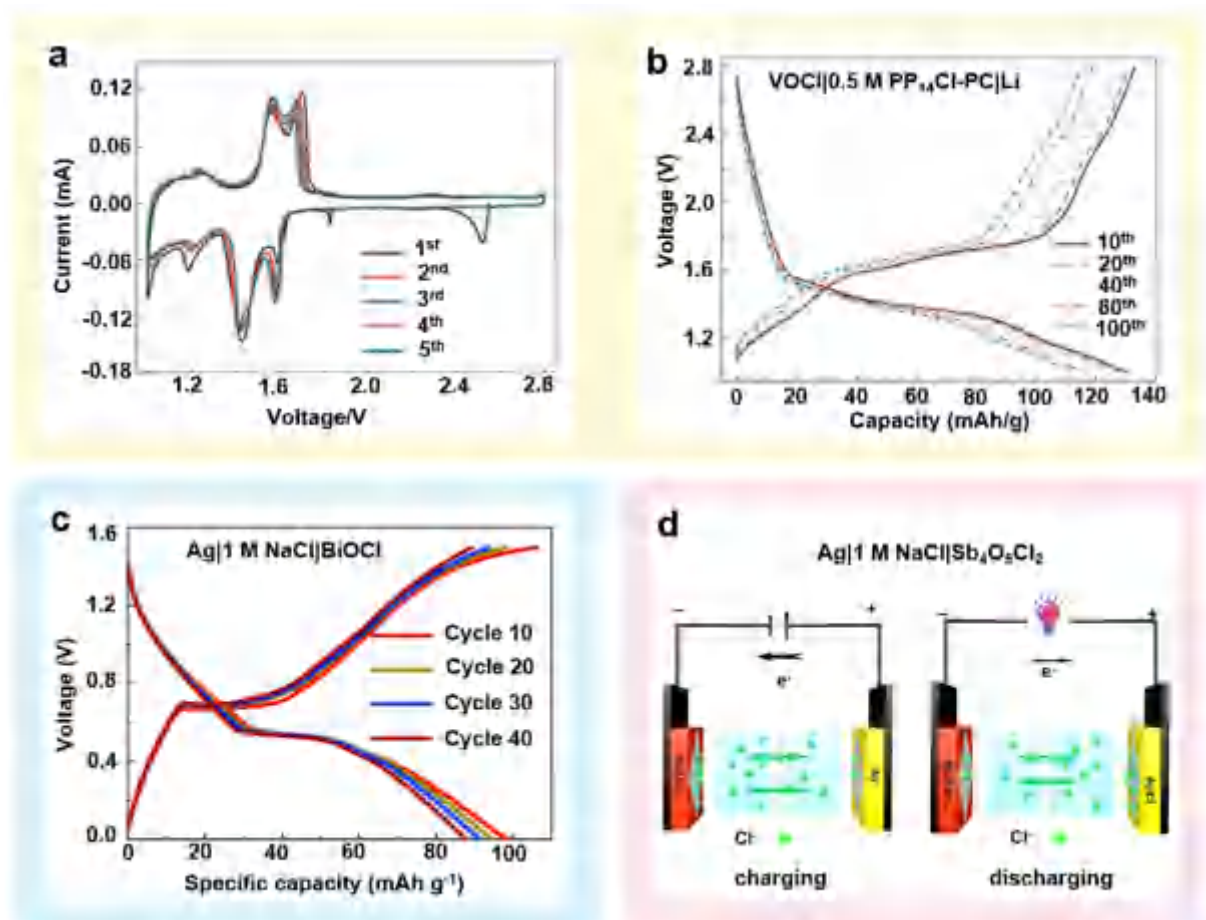 a
0.12
0.06
0.00
-0.06
-0.12
-0.18
Current (mA)
1st
2nd
3rd
4th
5th
1.2
1.6
2.0
2.4
2.8
Voltage/V
b
VOCl|0.5 M PP₁₄Cl-PC|Li
2.8
2.4
2.0
1.6
1.2
Voltage (V)
10th
20th
40th
80th
100th
0 20 40 60 80 100 120 140
Capacity (mAh/g)
c
Ag|1 M NaCl|BiOCl
1.6
1.2
0.8
0.4
0.0
Voltage (V)
Cycle 10
Cycle 20
Cycle 30
Cycle 40
0 20 40 60 80 100
Specific capacity (mAh g⁻¹)
d
Ag|1 M NaCl|Sb₄O₅Cl₂
− +
e⁻
Ag
Cl⁻
charging
− +
e⁻
AgCl
Cl⁻
discharging